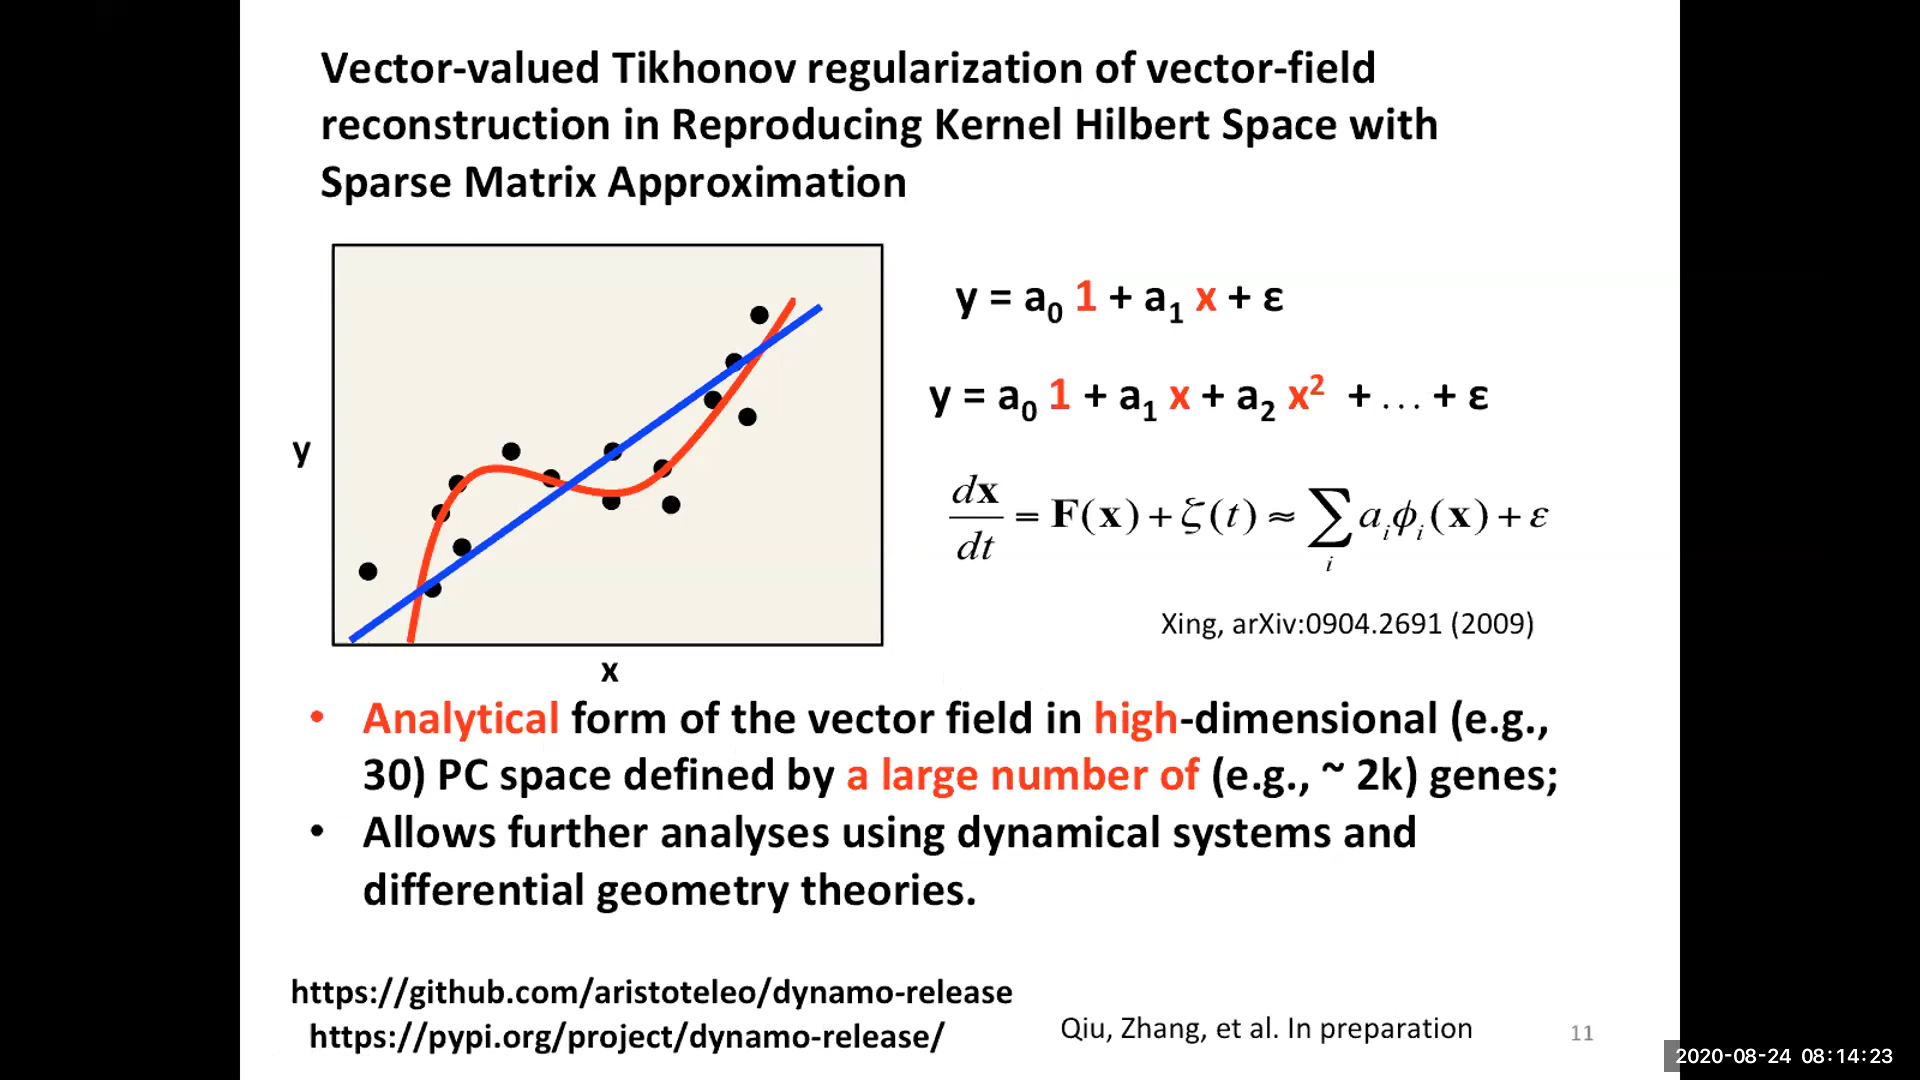 Vector-valued Tikhonov regularization of vector-field
reconstruction in Reproducing Kernel Hilbert Space with
Sparse Matrix Approximation
y = a₀ 1 + a₁ x + ε
y = a₀ 1 + a₁ x + a₂ x² + ... + ε
dx/dt = F(x) + ζ(t) ≈ ∑ᵢ aᵢϕᵢ(x) + ε
y
Xing, arXiv:0904.2691 (2009)
x
• Analytical form of the vector field in high-dimensional (e.g.,
30) PC space defined by a large number of (e.g., ~ 2k) genes;
• Allows further analyses using dynamical systems and
differential geometry theories.
https://github.com/aristoteleo/dynamo-release
https://pypi.org/project/dynamo-release/
Qiu, Zhang, et al. In preparation
11
2020-08-24 08:14:23